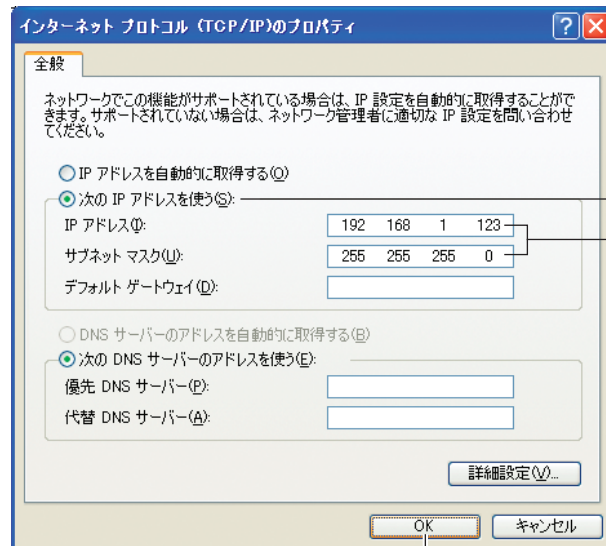 インターネット プロトコル (TCP/IP)のプロパティ
全般
ネットワークでこの機能がサポートされている場合は、IP 設定を自動的に取得することがで
きます。サポートされていない場合は、ネットワーク管理者に適切な IP 設定を問い合わせ
てください。
IP アドレスを自動的に取得する(O)
次の IP アドレスを使う(S):
IP アドレス(I): 192 168 1 123
サブネット マスク(U): 255 255 255 0
デフォルト ゲートウェイ(D):
DNS サーバーのアドレスを自動的に取得する(B)
次の DNS サーバーのアドレスを使う(E):
優先 DNS サーバー(P):
代替 DNS サーバー(A):
詳細設定(V)...
OK キャンセル